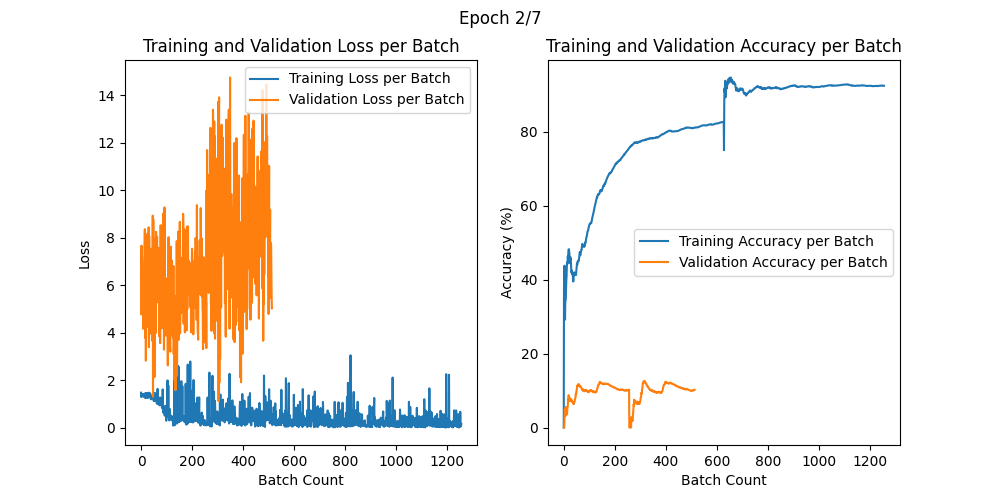 Epoch 2/7
Training and Validation Loss per Batch
Training Loss per Batch
Validation Loss per Batch
14
12
10
8
6
4
2
0
Loss
0 200 400 600 800 1000 1200
Batch Count
Training and Validation Accuracy per Batch
Training Accuracy per Batch
Validation Accuracy per Batch
80
60
40
20
0
Accuracy (%)
0 200 400 600 800 1000 1200
Batch Count